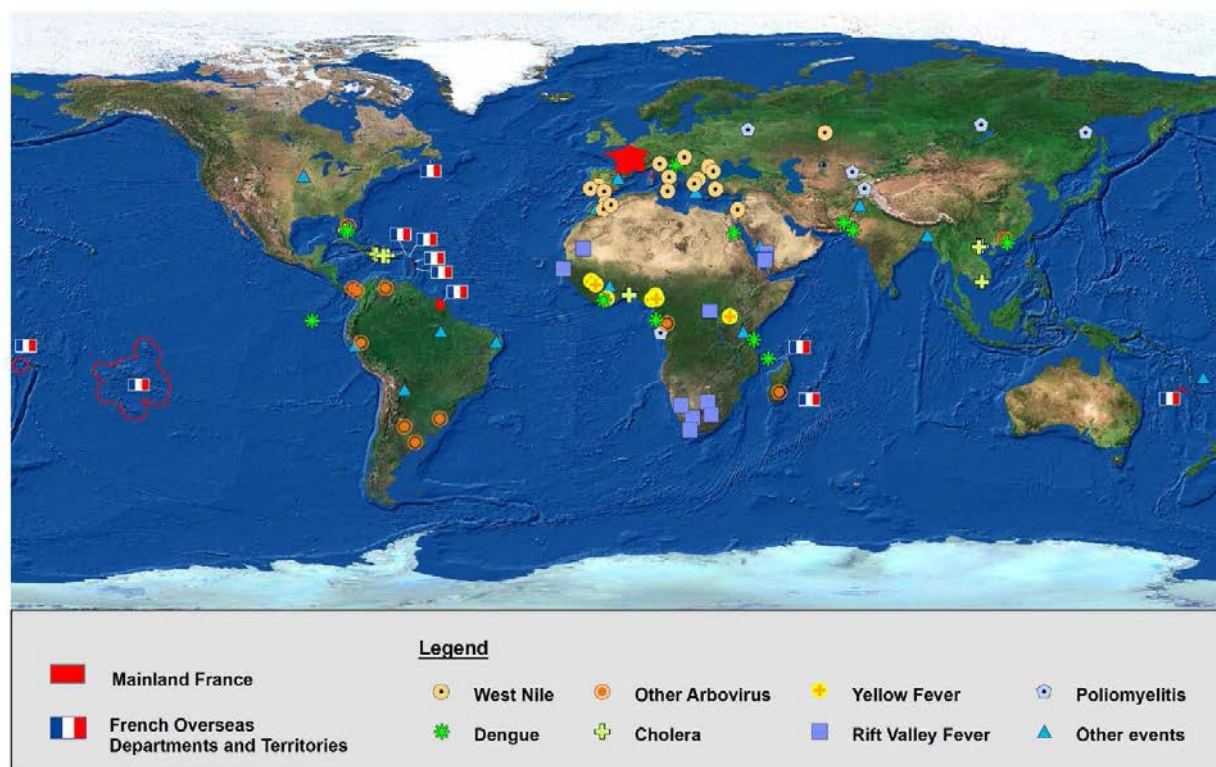 Legend
Mainland France
West Nile
Other Arbovirus
Yellow Fever
Poliomyelitis
French Overseas
Departments and Territories
Dengue
Cholera
Rift Valley Fever
Other events